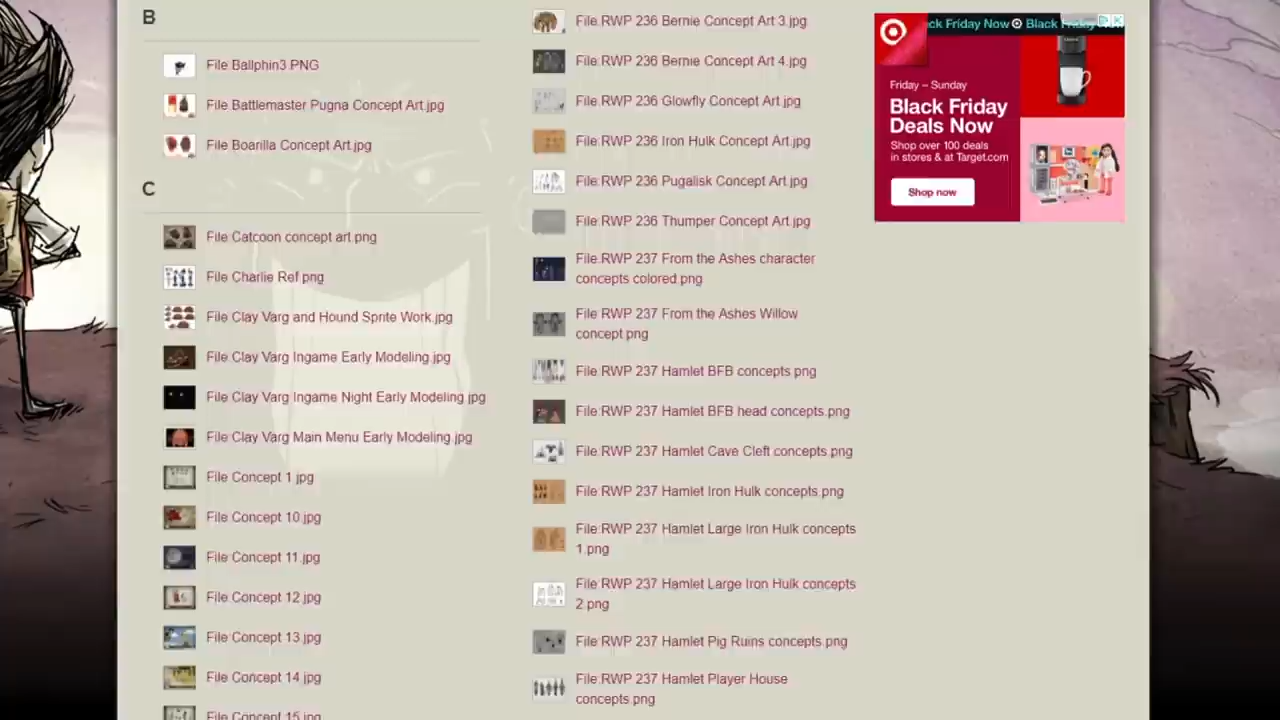 B
File Ballphin3.PNG
File Battlemaster Pugna Concept Art.jpg
File Boarilla Concept Art.jpg
C
File Catcoon concept art.png
File Charlie Ref.png
File Clay Varg and Hound Sprite Work.jpg
File Clay Varg Ingame Early Modeling.jpg
File Clay Varg Ingame Night Early Modeling.jpg
File Clay Varg Main Menu Early Modeling.jpg
File Concept 1.jpg
File Concept 10.jpg
File Concept 11.jpg
File Concept 12.jpg
File Concept 13.jpg
File Concept 14.jpg
File Concept 15.jpg
File:RWP 236 Bernie Concept Art 3.jpg
File:RWP 236 Bernie Concept Art 4.jpg
File:RWP 236 Glowfly Concept Art.jpg
File:RWP 236 Iron Hulk Concept Art.jpg
File:RWP 236 Pugalisk Concept Art.jpg
File:RWP 236 Thumper Concept Art.jpg
File:RWP 237 From the Ashes character
concepts colored.png
File:RWP 237 From the Ashes Willow
concept.png
File:RWP 237 Hamlet BFB concepts.png
File:RWP 237 Hamlet BFB head concepts.png
File:RWP 237 Hamlet Cave Cleft concepts.png
File:RWP 237 Hamlet Iron Hulk concepts.png
File:RWP 237 Hamlet Large Iron Hulk concepts
1.png
File:RWP 237 Hamlet Large Iron Hulk concepts
2.png
File:RWP 237 Hamlet Pig Ruins concepts.png
File:RWP 237 Hamlet Player House
concepts.png
ck Friday Now Black Friday
Friday – Sunday
Black Friday
Deals Now
Shop over 100 deals
in stores & at Target.com
Shop now